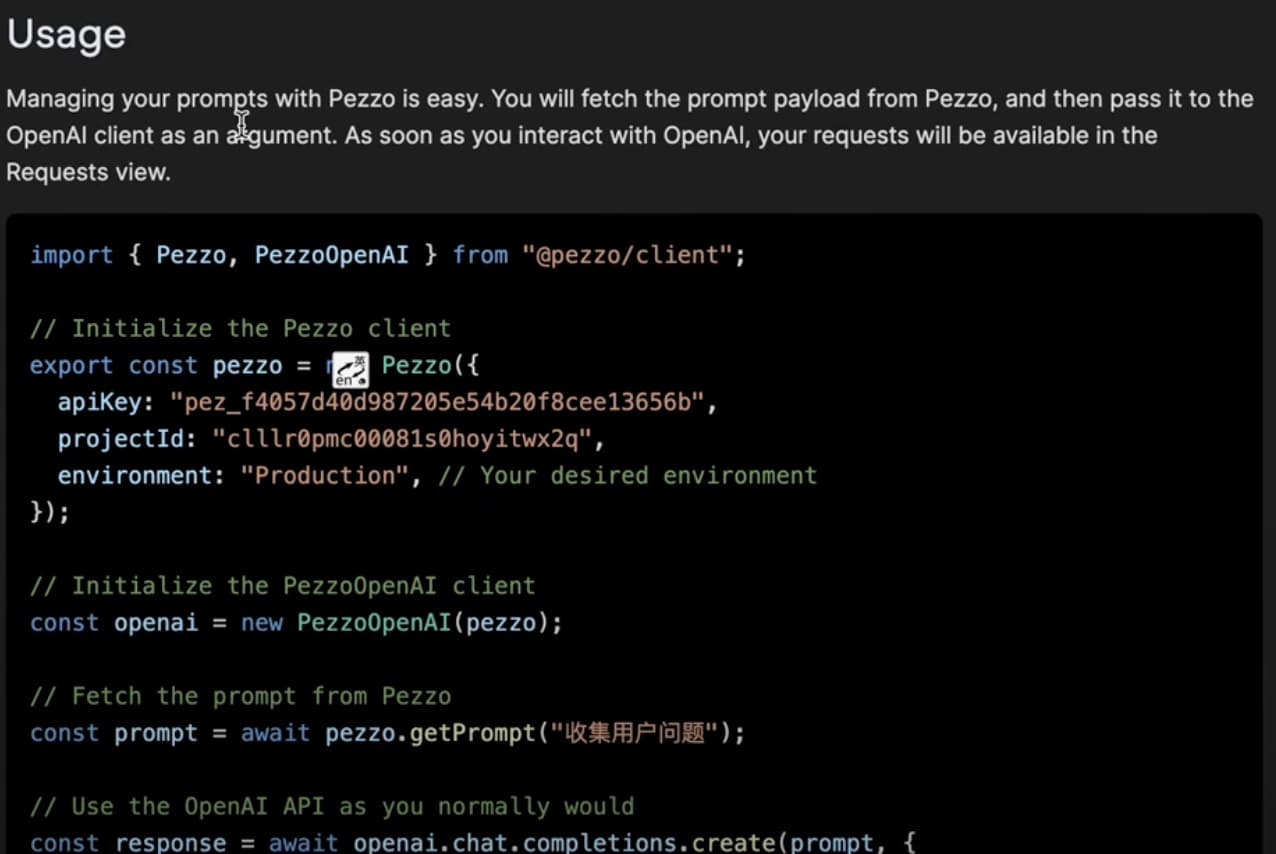 Usage
Managing your prompts with Pezzo is easy. You will fetch the prompt payload from Pezzo, and then pass it to the
OpenAI client as an argument. As soon as you interact with OpenAI, your requests will be available in the
Requests view.
import { Pezzo, PezzoOpenAI } from "@pezzo/client";
// Initialize the Pezzo client
export const pezzo = Pezzo({
英
en
apiKey: "pez_f4057d40d987205e54b20f8cee13656b",
projectId: "clllr0pmc00081s0hoyitwx2q",
environment: "Production", // Your desired environment
});
// Initialize the PezzoOpenAI client
const openai = new PezzoOpenAI(pezzo);
// Fetch the prompt from Pezzo
const prompt = await pezzo.getPrompt("收集用户问题");
// Use the OpenAI API as you normally would
const response = await openai.chat.completions.create(prompt, {